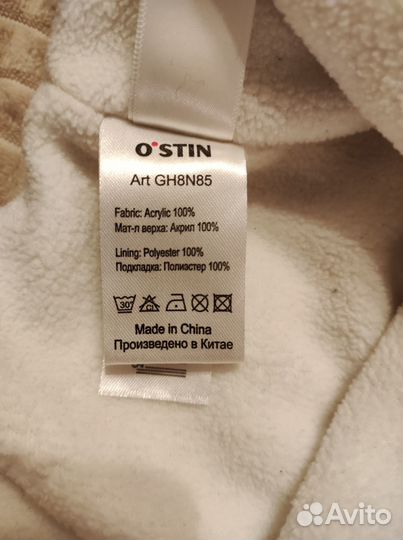 O'STIN
Art GH8N85
Fabric: Acrylic 100%
Мат-л верха: Акрил 100%
Lining: Polyester 100%
Подкладка: Полиэстер 100%
30° Cl
Made in China
Произведено в Китае
Avito